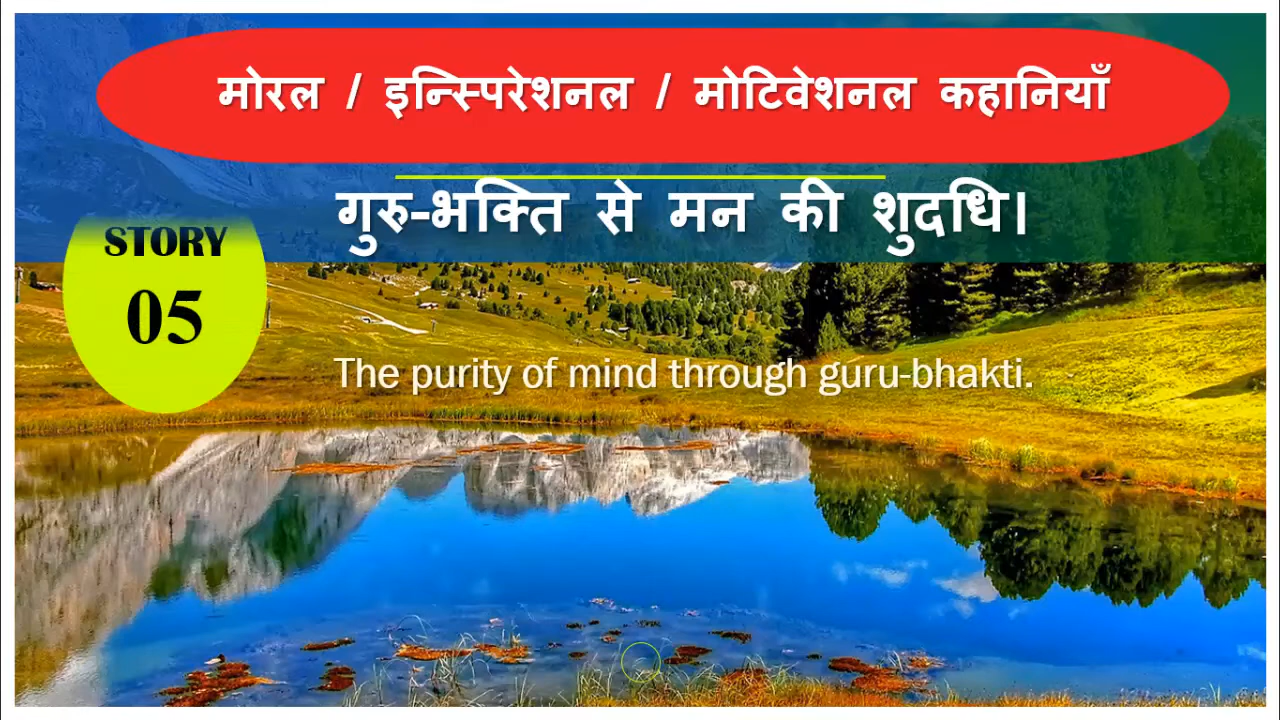 मोरल / इन्स्पिरेशनल / मोटिवेशनल कहानियाँ
गुरु-भक्ति से मन की शुदधि।
STORY
05
The purity of mind through guru-bhakti.